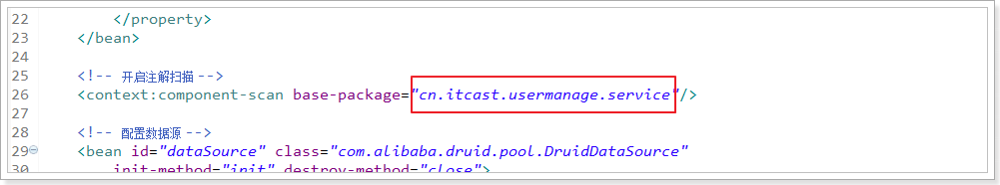 22 </property>
23 </bean>
24
25 <!-- 开启注解扫描 -->
26 <context:component-scan base-package="cn.itcast.usermanage.service"/>
27
28 <!-- 配置数据源 -->
29 <bean id="dataSource" class="com.alibaba.druid.pool.DruidDataSource"
30 init-method="init" destroy-method="close">